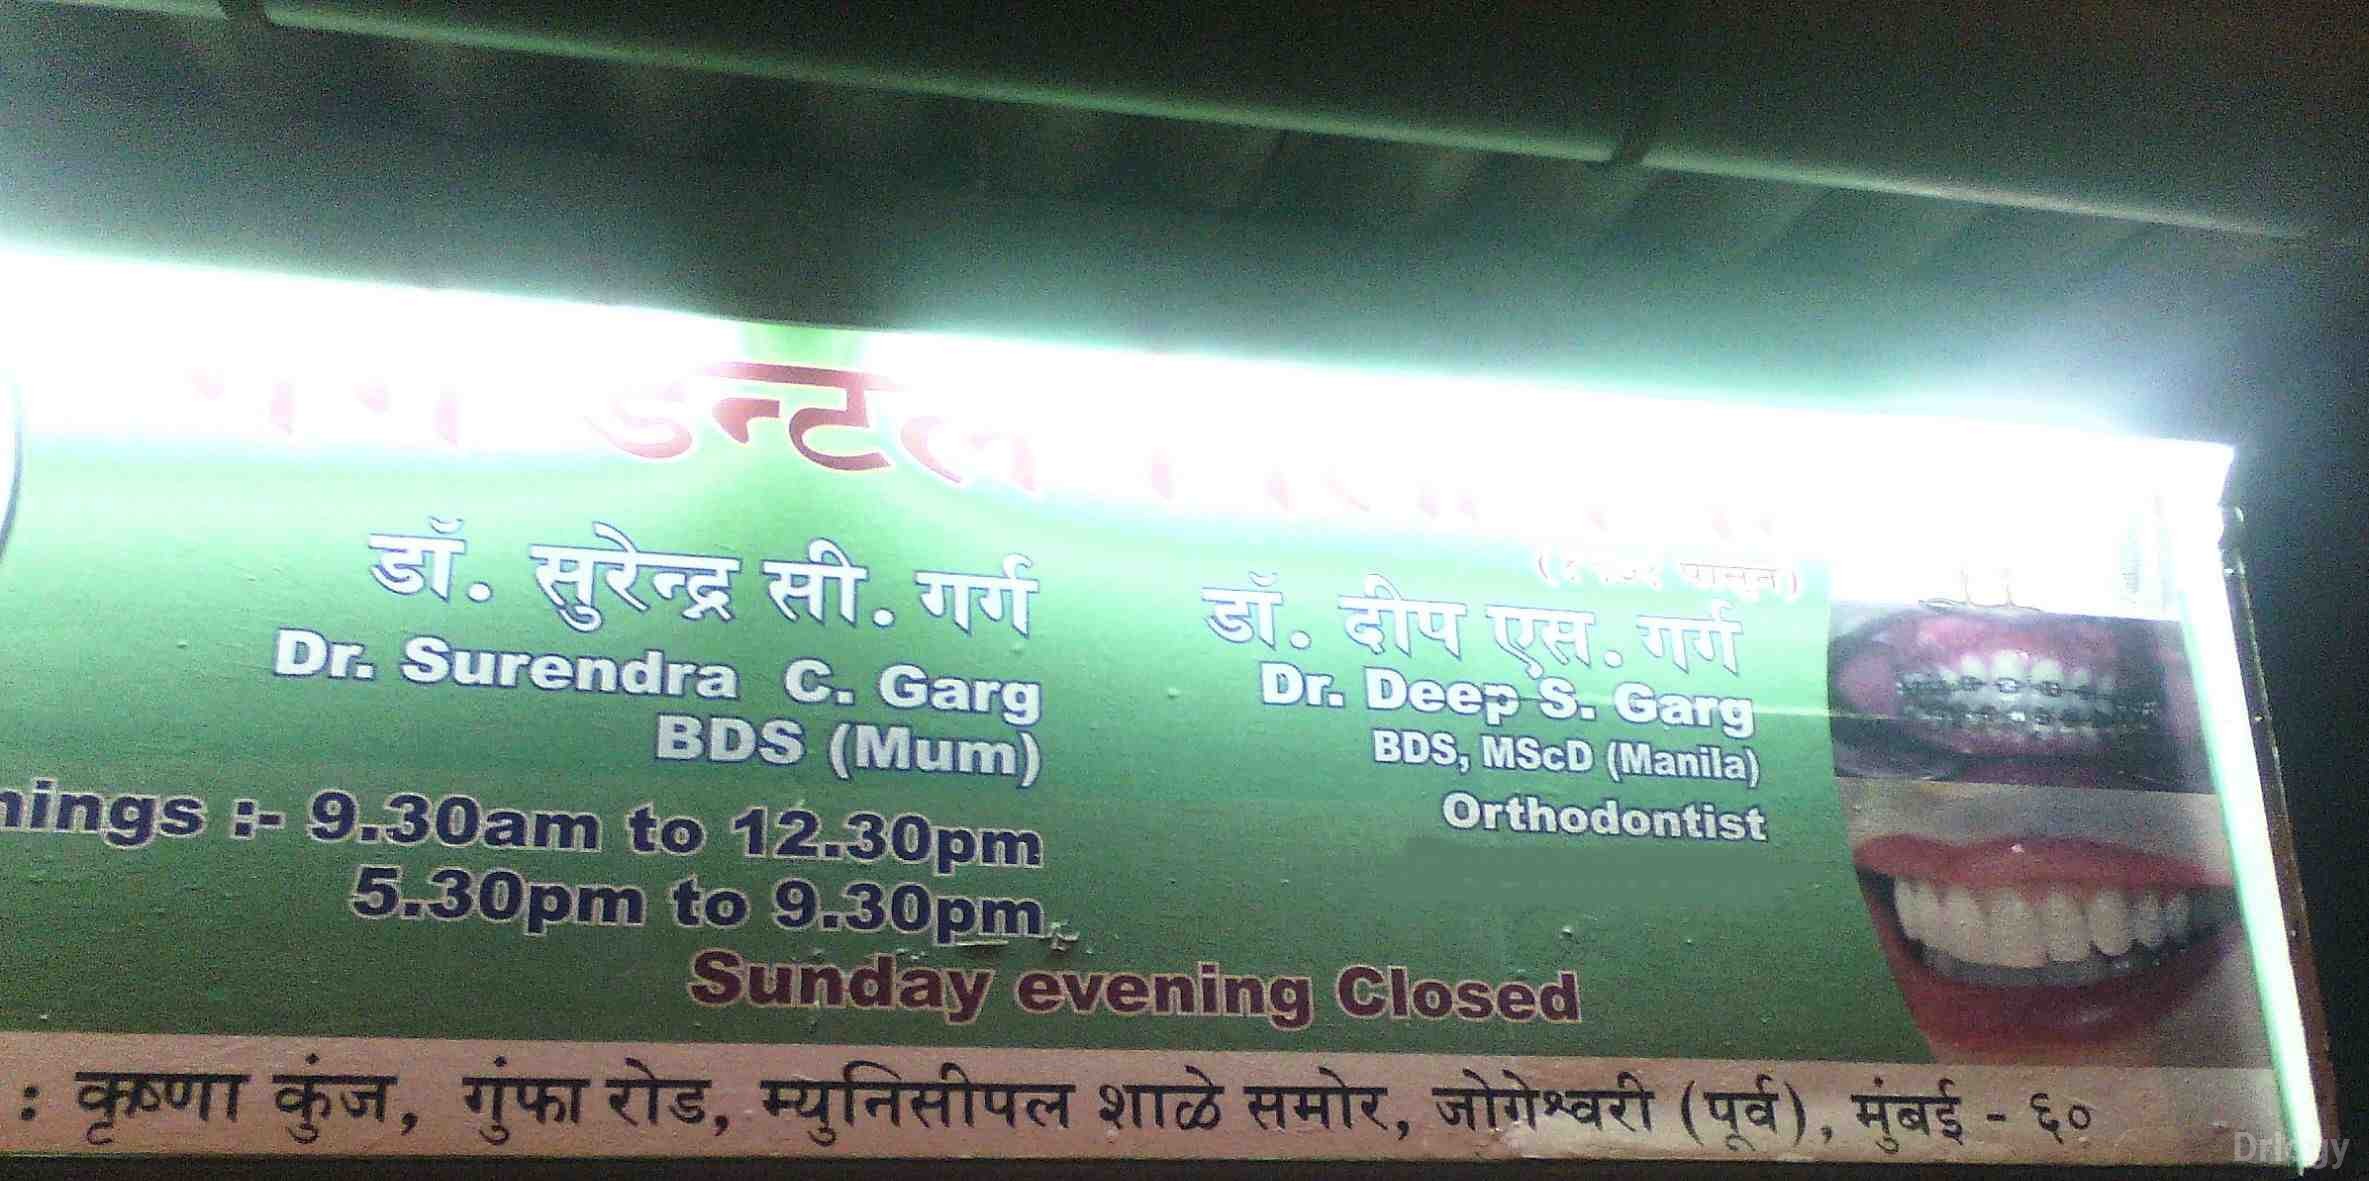 डेन्टल
डॉ. सुरेन्द्र सी. गर्ग
Dr. Surendra C. Garg
BDS (Mum)
पासून)
डॉ. दीप एस. गर्ग
Dr. Deep S. Garg
BDS, MScD (Manila)
Orthodontist
:- 9.30am to 12.30pm
5.30pm to 9.30pm
Sunday evening Closed
: कृष्णा कुंज, गुंफा रोड, म्युनिसीपल शाळे समोर, जोगेश्वरी (पूर्व), मुंबई - ६०